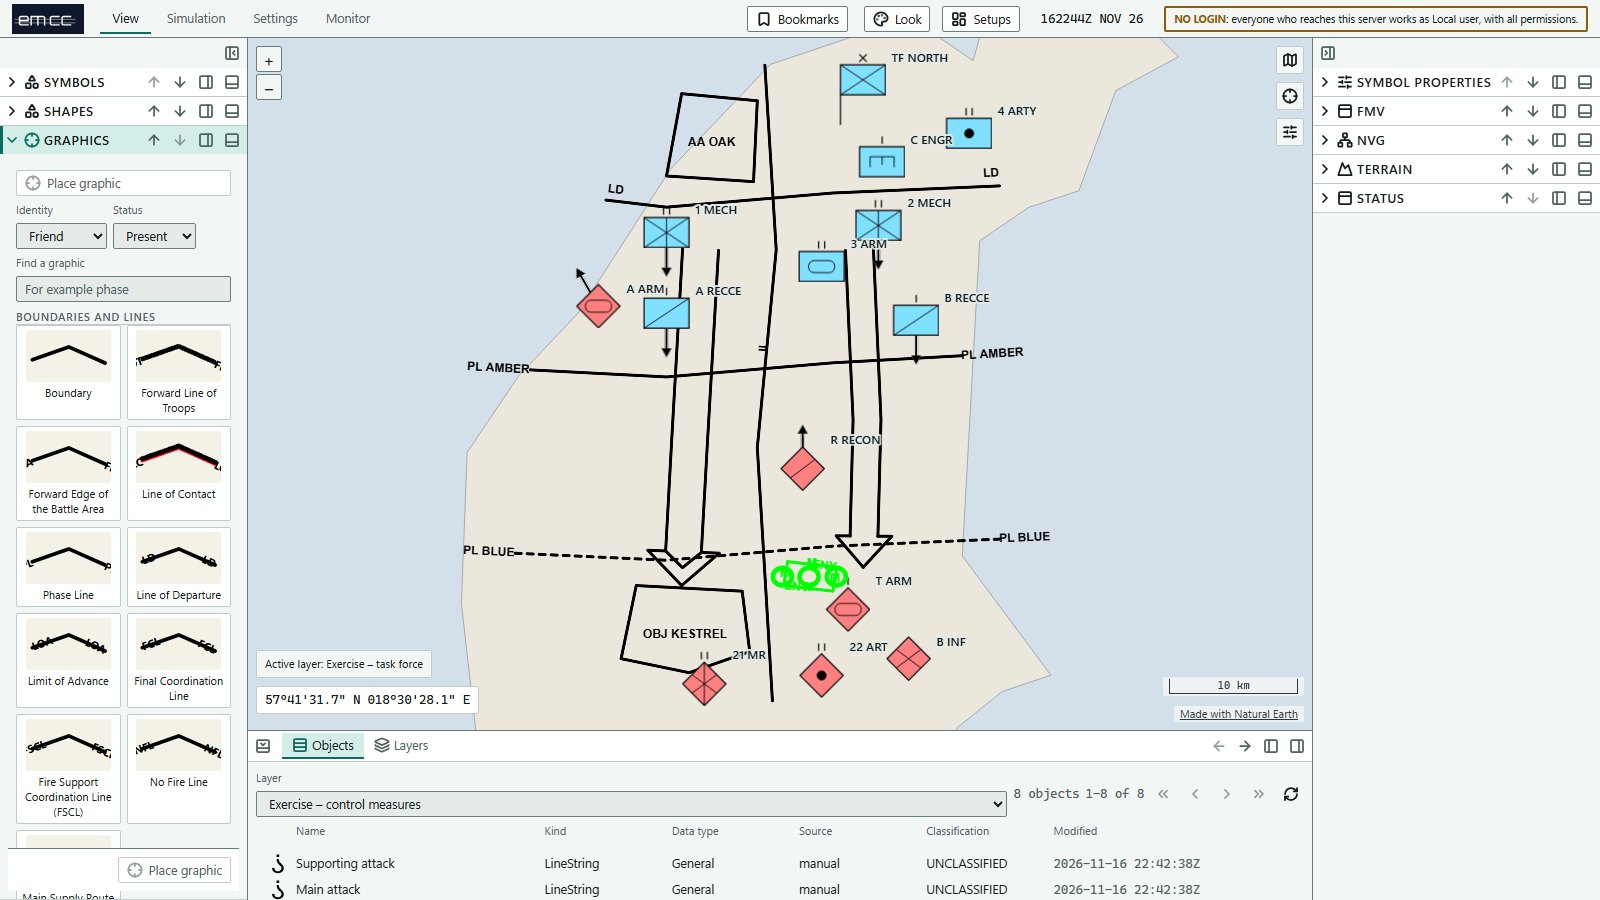 emcc
View
Simulation
Settings
Monitor
Bookmarks
Look
Setups
162244Z NOV 26
NO LOGIN: everyone who reaches this server works as Local user, with all permissions.
SYMBOLS
SHAPES
GRAPHICS
Place graphic
Identity
Status
Friend
Present
Find a graphic
For example phase
BOUNDARIES AND LINES
Boundary
Forward Line of
Troops
Forward Edge of
the Battle Area
Line of Contact
Phase Line
LD
LD
Line of Departure
LOA
LOA
Limit of Advance
FCL
FCL
Final Coordination
Line
Fire Support
Coordination Line
(FSCL)
No Fire Line
Place graphic
Main Supply Route
+
−
TF NORTH
4 ARTY
C ENGR
AA OAK
LD
LD
1 MECH
2 MECH
3 ARM
A ARM
A RECCE
B RECCE
PL AMBER
PL AMBER
R RECON
PL BLUE
PL BLUE
T ARM
OBJ KESTREL
21 MR
22 ART
B INF
Active layer: Exercise – task force
57°41'31.7" N 018°30'28.1" E
10 km
Made with Natural Earth
Objects
Layers
Layer
Exercise – control measures
8 objects 1–8 of 8
Name
Kind
Data type
Source
Classification
Modified
Supporting attack
LineString
General
manual
UNCLASSIFIED
2026-11-16 22:42:38Z
Main attack
LineString
General
manual
UNCLASSIFIED
2026-11-16 22:42:38Z
SYMBOL PROPERTIES
FMV
NVG
TERRAIN
STATUS